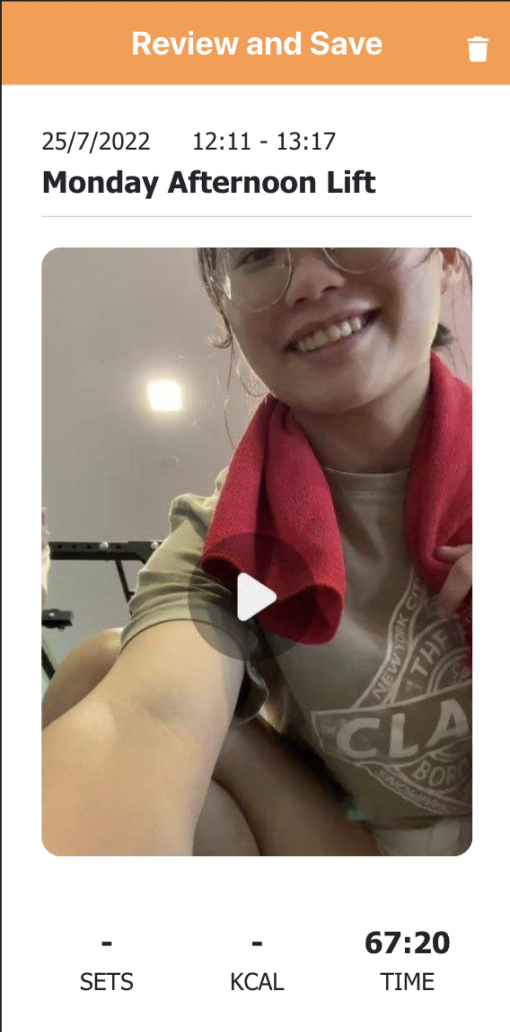 Review and Save
25/7/2022 12:11 - 13:17
Monday Afternoon Lift
NEW YORK CITY
THE
CLA
BORO
- - 67:20
SETS KCAL TIME